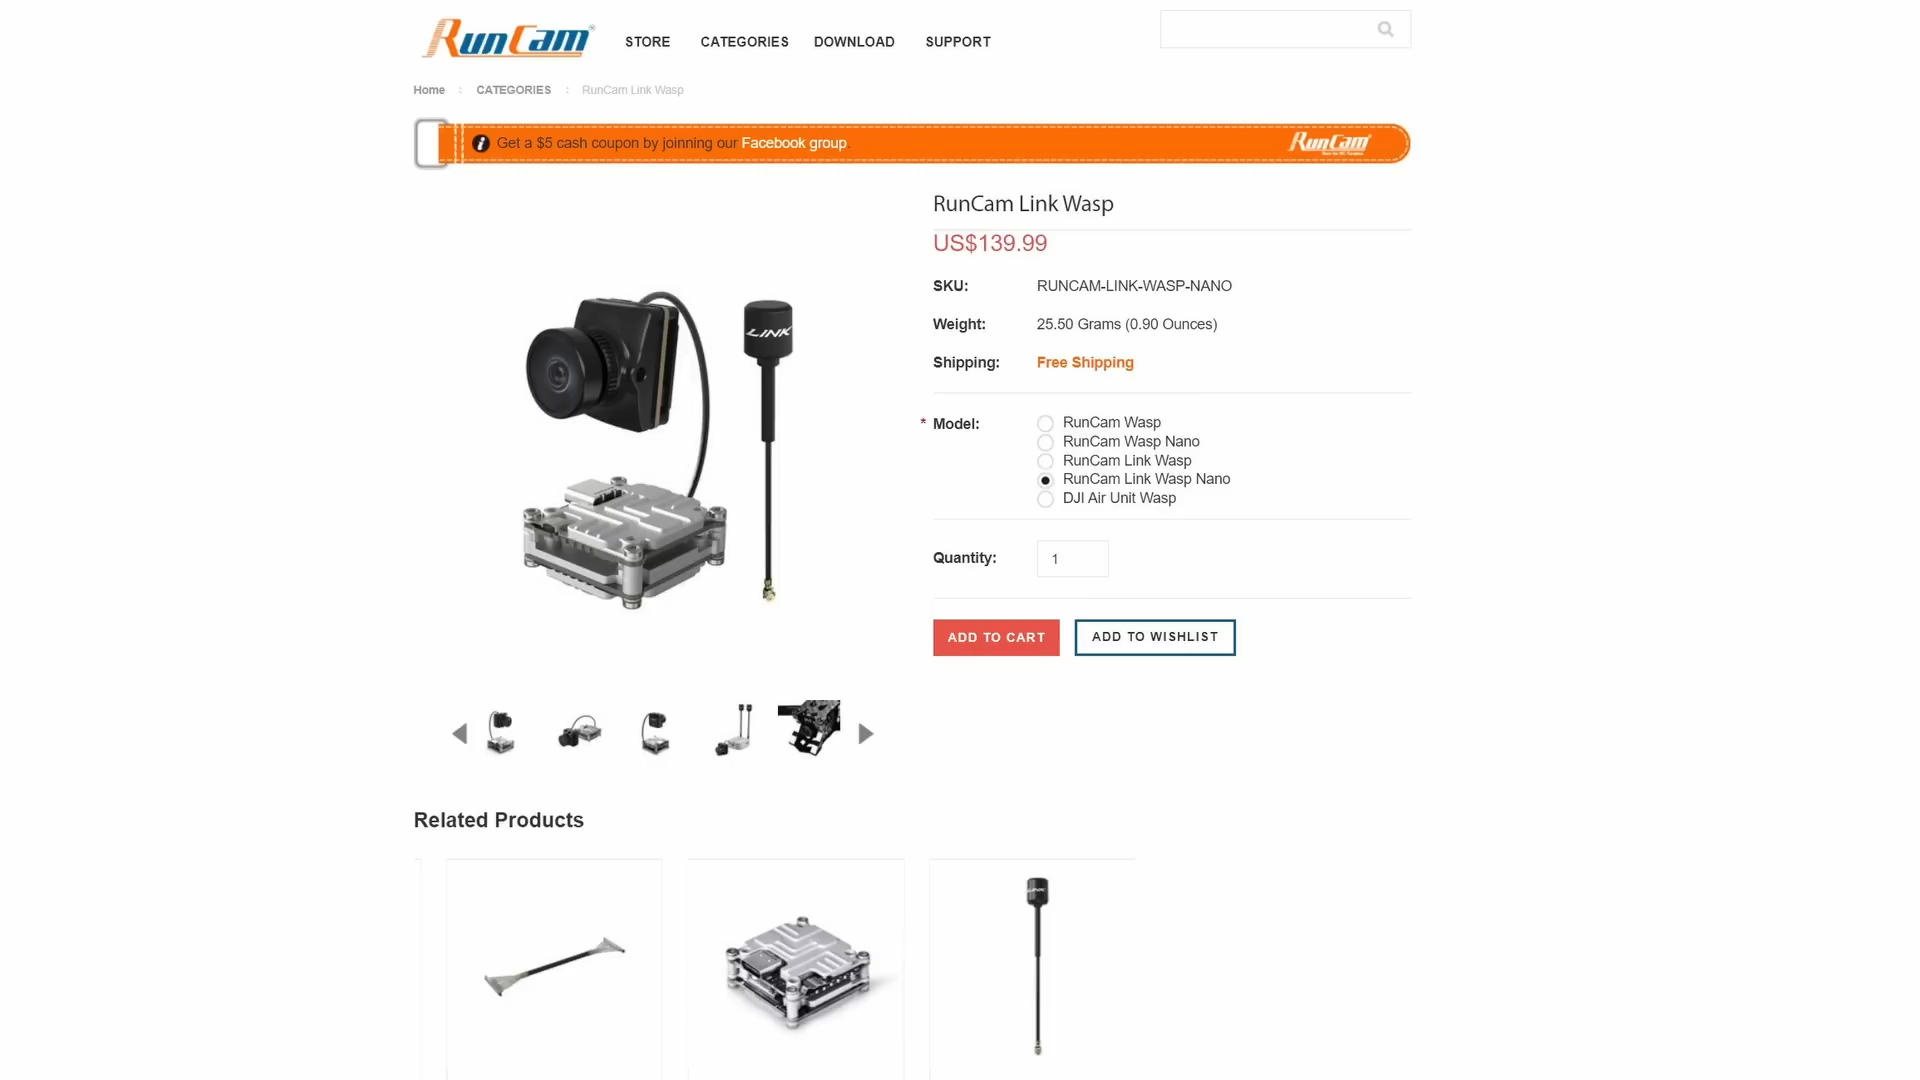 RunCam®
STORE CATEGORIES DOWNLOAD SUPPORT
Home : CATEGORIES : RunCam Link Wasp
i Get a $5 cash coupon by joinning our Facebook group.
RunCam
RunCam Link Wasp
US$139.99
SKU: RUNCAM-LINK-WASP-NANO
Weight: 25.50 Grams (0.90 Ounces)
Shipping: Free Shipping
* Model: RunCam Wasp
RunCam Wasp Nano
RunCam Link Wasp
RunCam Link Wasp Nano
DJI Air Unit Wasp
LINK
Quantity: 1
ADD TO CART ADD TO WISHLIST
Related Products
LINK